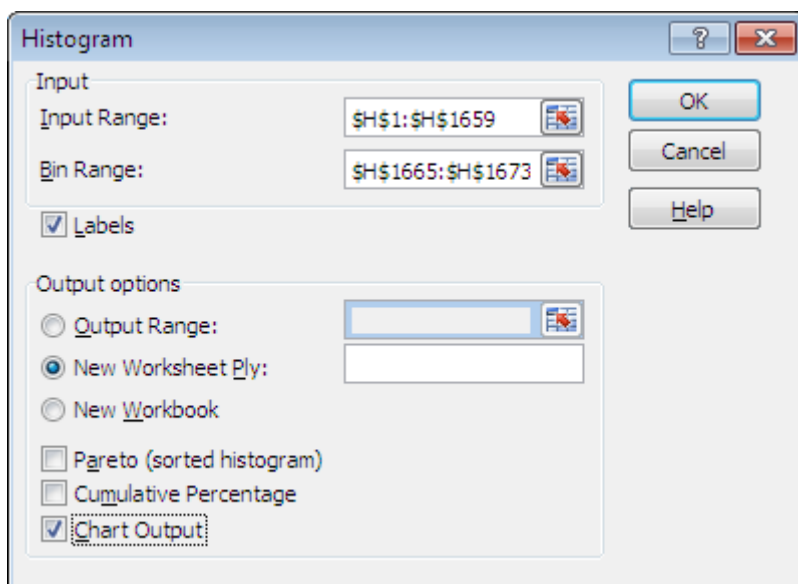 Histogram
Input
Input Range: $H$1:$H$1659
Bin Range: $H$1665:$H$1673
Labels
OK
Cancel
Help
Output options
Output Range:
New Worksheet Ply:
New Workbook
Pareto (sorted histogram)
Cumulative Percentage
Chart Output